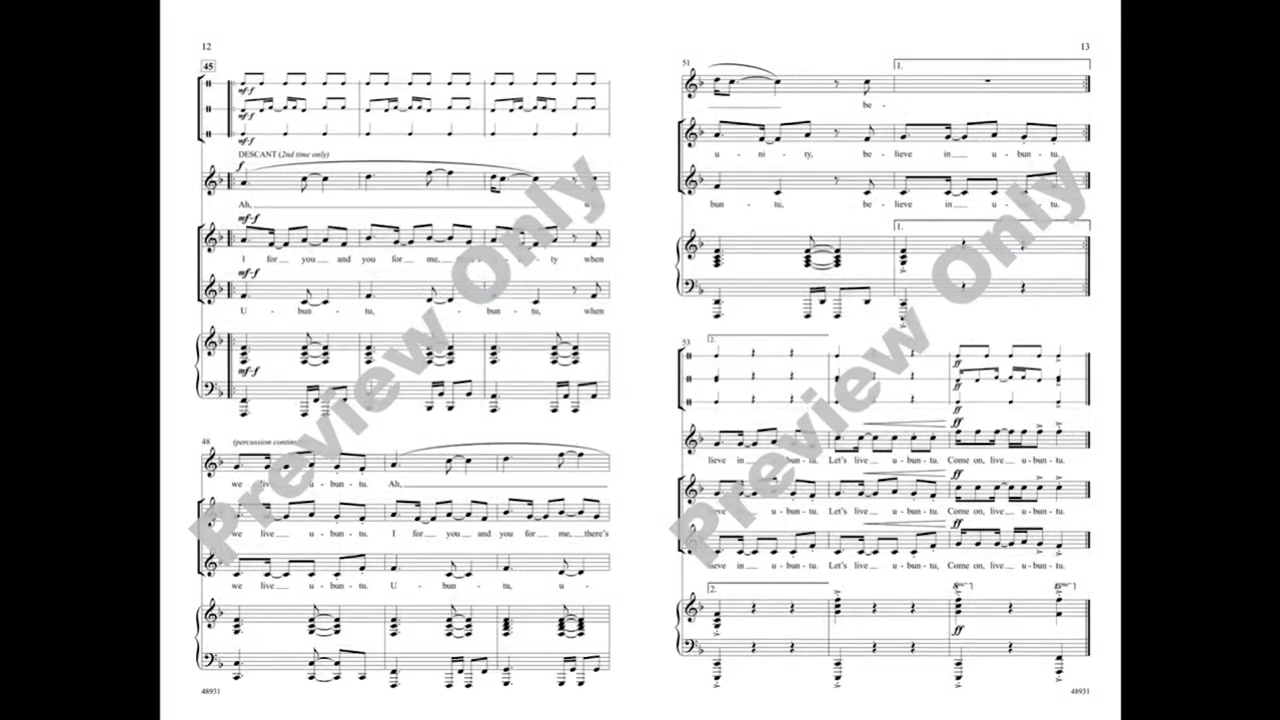 12
45
mf-f
mf-f
mf-f
DESCANT (2nd time only)
f
Ah,
mf-f
I for you and you for me, ty when
mf-f
U - bun - tu, bun - tu, when
mf-f
48
(percussion contin
we live u - bun - tu. Ah,
we live u - bun - tu. I for you and you for me, there's
we live u - bun - tu. U - bun - tu, u -
48931
13
51
1.
be -
u - ni - ty, be - lieve in u - bun - tu.
bun - tu, be - lieve in u - tu.
1.
53
2.
ff
ff
ff
ff
lieve in bun - tu. Let's live u - bun - tu. Come on, live u - bun - tu.
ff
u - bun - tu. Let's live u - bun - tu. Come on, live u - bun - tu.
ff
lieve in u - bun - tu. Let's live u - bun - tu, Come on, live u - bun - tu.
2.
8va
15ma
ff
48931
Preview Only
Preview Only